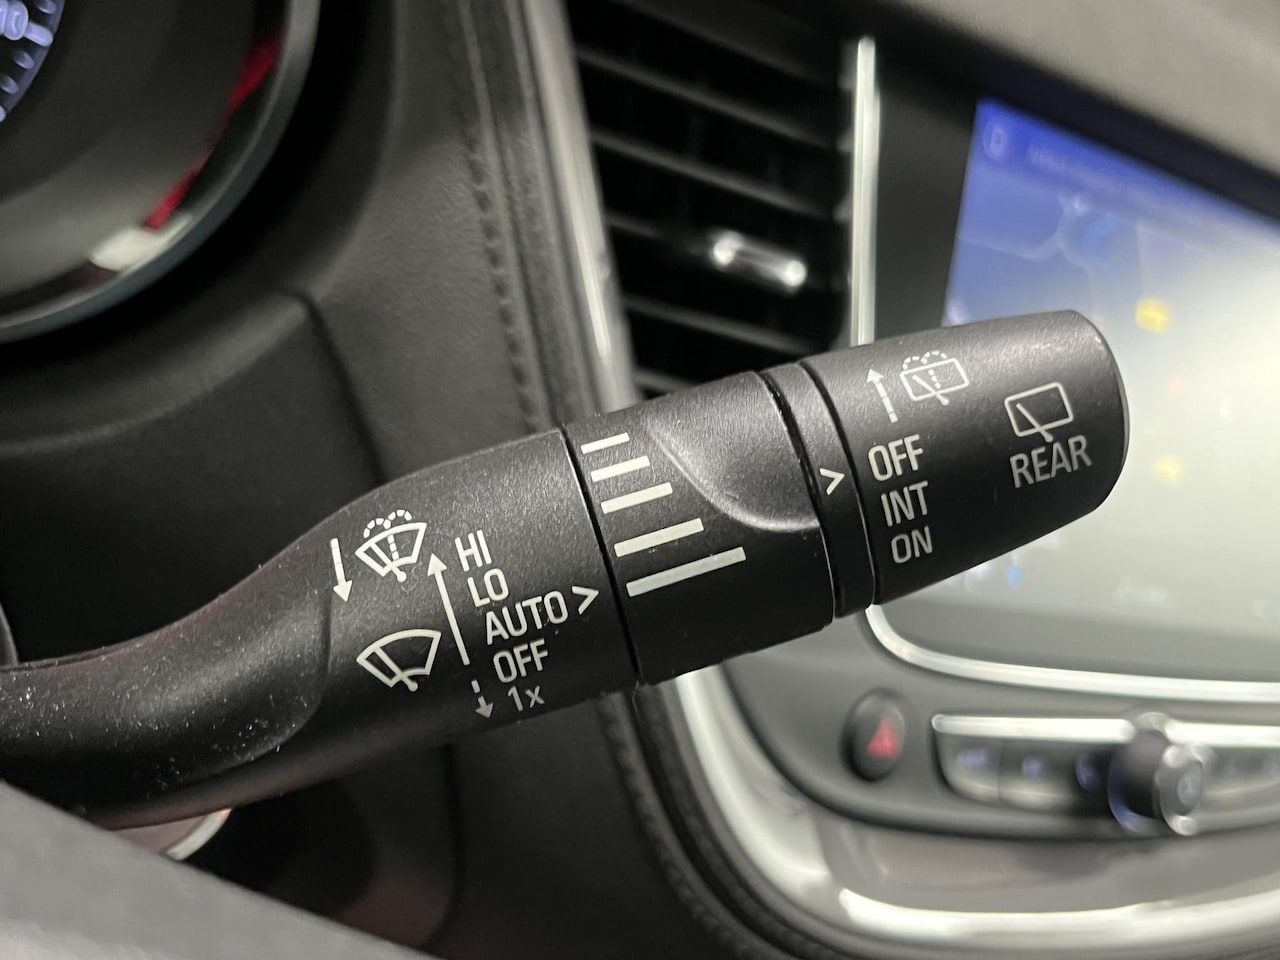 HI
LO
AUTO >
OFF
1x
>
OFF
INT
ON
REAR